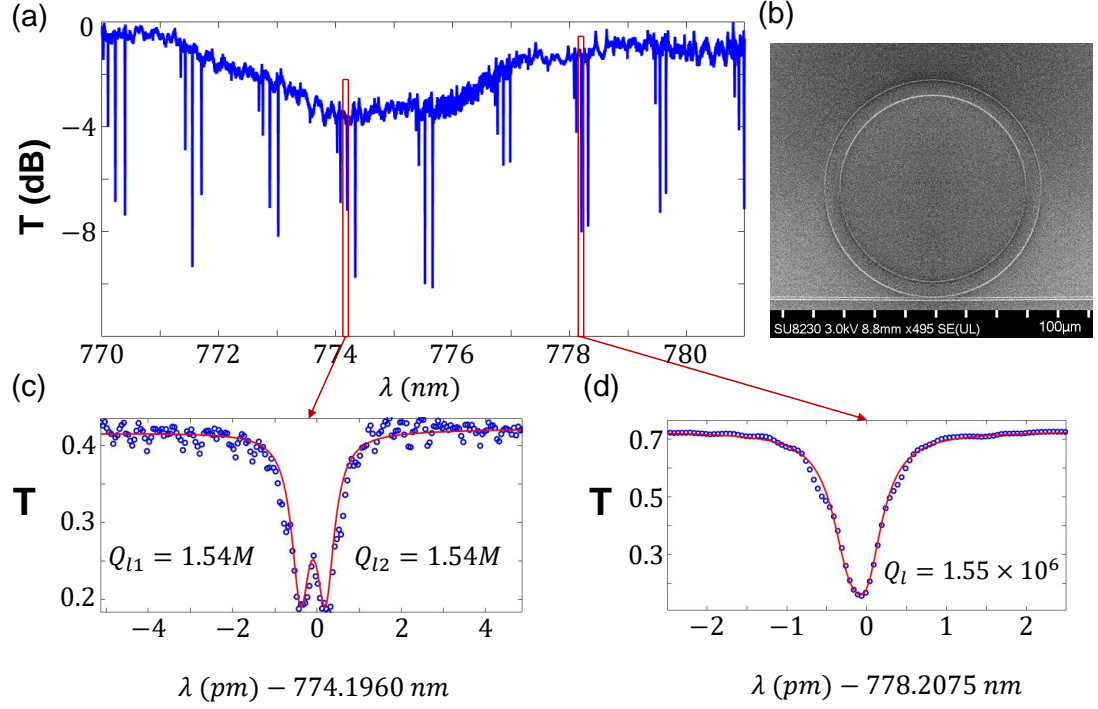 (a)
(b)
0
−4
−8
T (dB)
770
772
774
776
778
780
λ (nm)
SU8230 3.0kV 8.8mm x495 SE(UL)
100µm
(c)
(d)
0.4
0.3
0.2
T
Q_{l1} = 1.54M
Q_{l2} = 1.54M
−4
−2
0
2
4
λ (pm) − 774.1960 nm
0.7
0.5
0.3
T
Q_l = 1.55 × 10^6
−2
−1
0
1
2
λ (pm) − 778.2075 nm